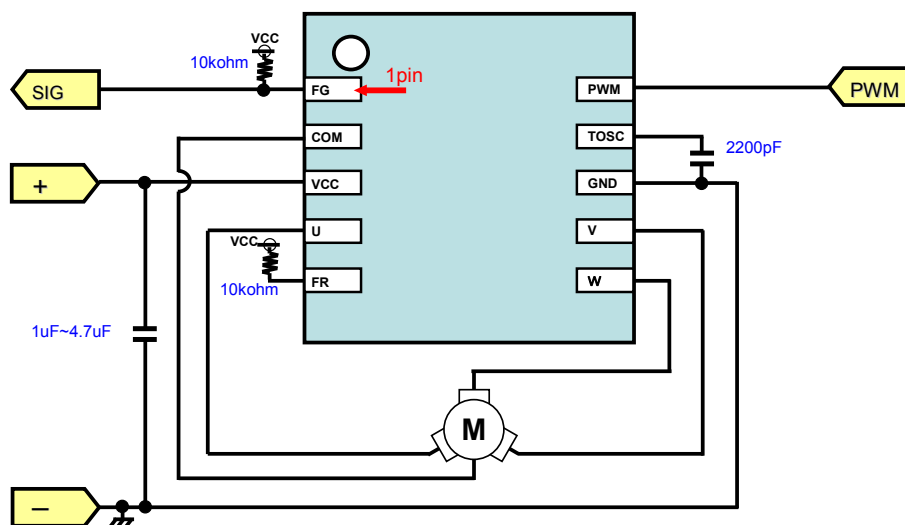 VCC
10kohm
1pin
SIG
FG
PWM
PWM
COM
TOSC
2200pF
+
VCC
GND
U
V
VCC
FR
W
10kohm
1uF~4.7uF
M
−